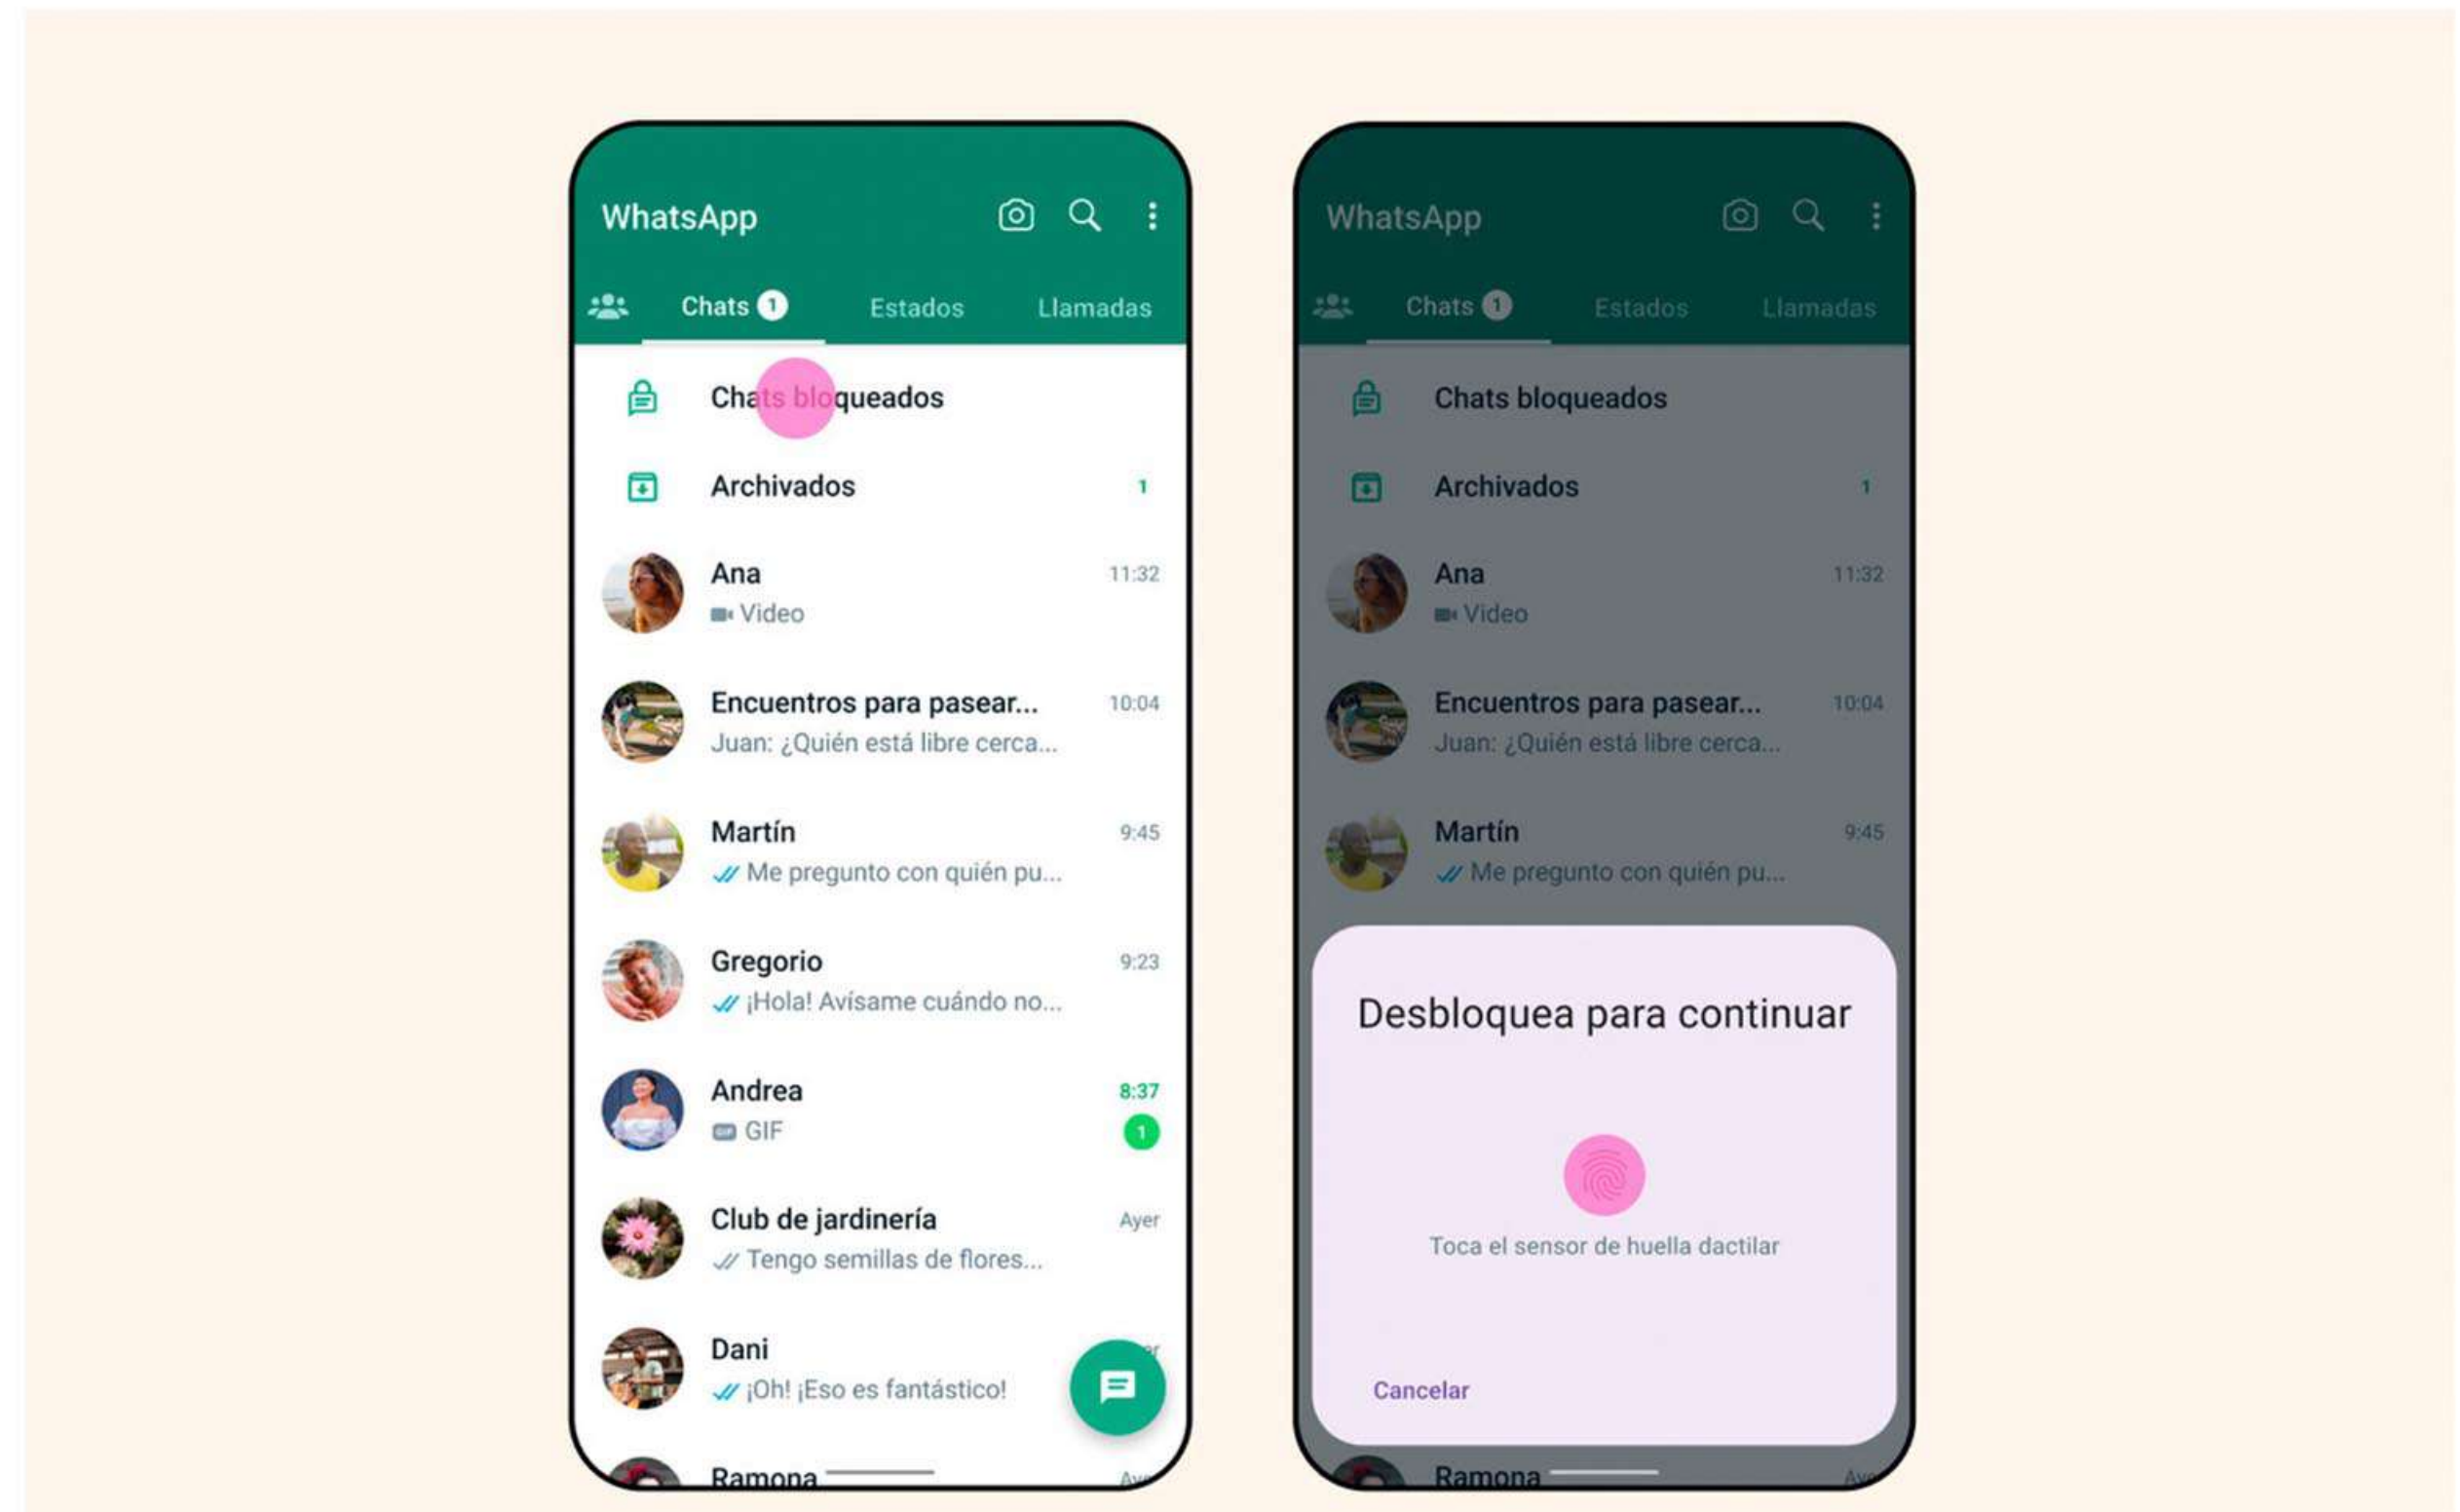 WhatsApp
Chats 1 Estados Llamadas
Chats bloqueados
Archivados 1
Ana 11:32
Video
Encuentros para pasear... 10:04
Juan: ¿Quién está libre cerca...
Martín 9:45
Me pregunto con quién pu...
Gregorio 9:23
¡Hola! Avísame cuándo no...
Andrea 8:37
GIF GIF 1
Club de jardinería Ayer
Tengo semillas de flores...
Dani
¡Oh! ¡Eso es fantástico!
Ramona
WhatsApp
Chats 1 Estados Llamadas
Chats bloqueados
Archivados 1
Ana 11:32
Video
Encuentros para pasear... 10:04
Juan: ¿Quién está libre cerca...
Martín 9:45
Me pregunto con quién pu...
Desbloquea para continuar
Toca el sensor de huella dactilar
Cancelar
Ramona